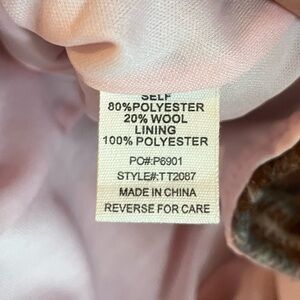 SELF
80%POLYESTER
20% WOOL
LINING
100% POLYESTER
PO#:P6901
STYLE#:TT2087
MADE IN CHINA
REVERSE FOR CARE